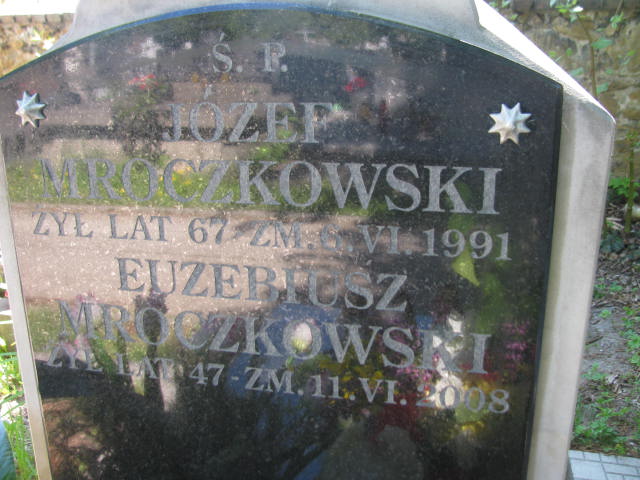 Ś. P.
JÓZEF
MROCZKOWSKI
ŻYŁ LAT 67 - ZM. 6. VI. 1991
EUZEBIUSZ
MROCZKOWSKI
ŻYŁ LAT 47 - ZM. 11. VI. 2008